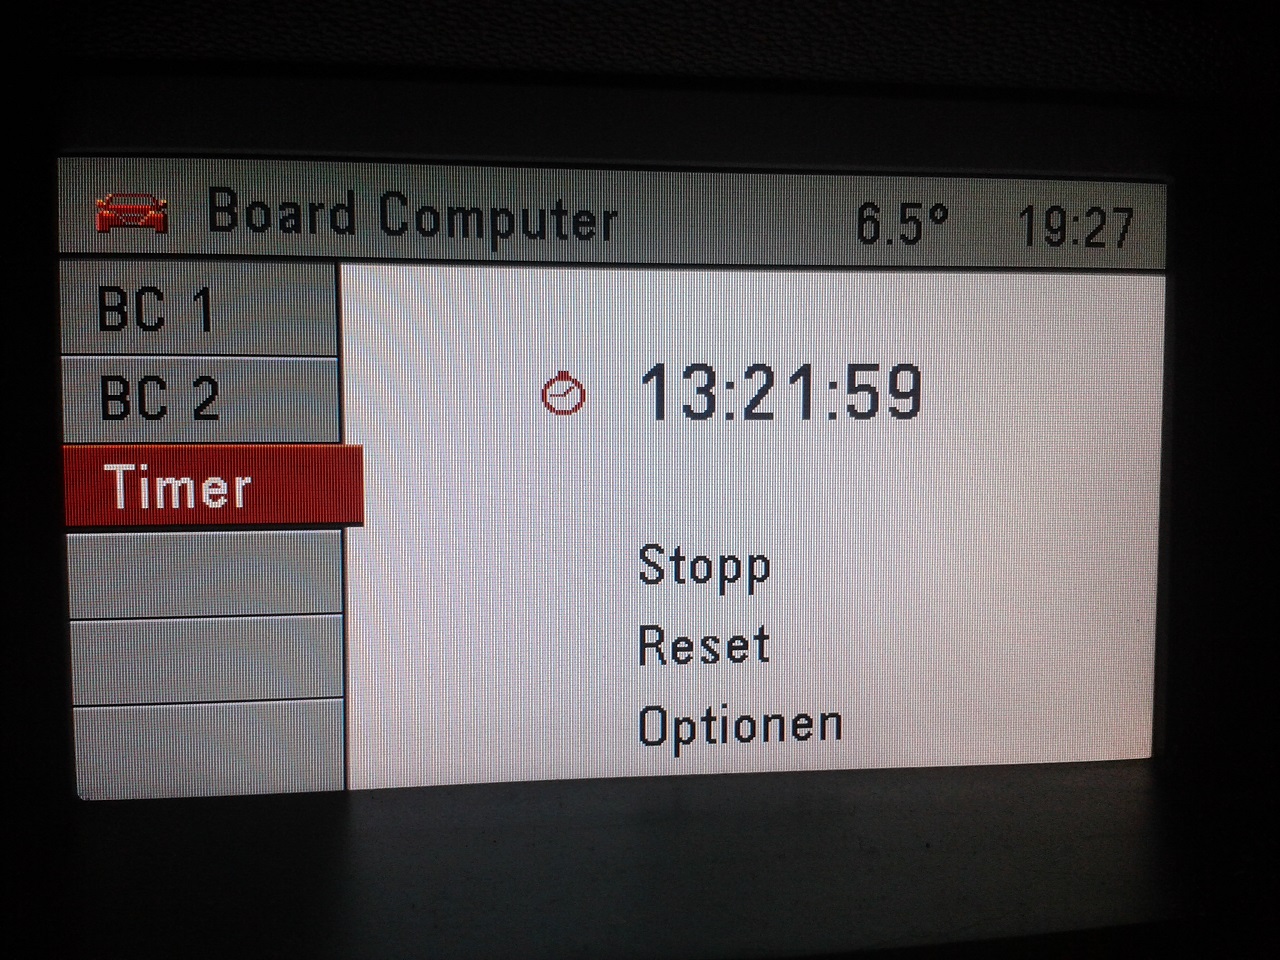 Board Computer 6.5° 19:27
BC 1
BC 2
Timer
13:21:59
Stopp
Reset
Optionen